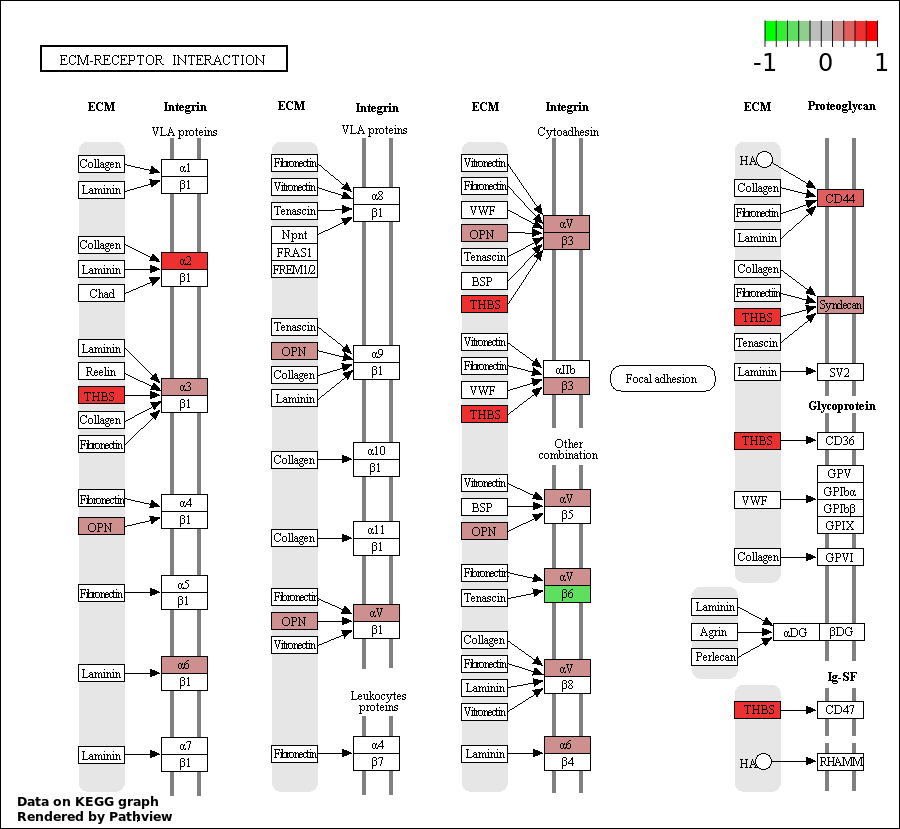 ECM-RECEPTOR INTERACTION
-1 0 1
ECM Integrin
VLA proteins
Collagen
Laminin
α1
β1
Collagen
Laminin
Chad
α2
β1
Laminin
Reelin
THBS
Collagen
Fibronectin
α3
β1
Fibronectin
OPN
α4
β1
Fibronectin
α5
β1
Laminin
α6
β1
Laminin
α7
β1
ECM Integrin
VLA proteins
Fibronectin
Vitronectin
Tenascin
Npnt
FRAS1
FREM1/2
α8
β1
Tenascin
OPN
Collagen
Laminin
α9
β1
Collagen
α10
β1
Collagen
α11
β1
Fibronectin
OPN
Vitronectin
αV
β1
Leukocytes
proteins
Fibronectin
α4
β7
ECM Integrin
Cytoadhesin
Vitronectin
Fibronectin
VWF
OPN
Tenascin
BSP
THBS
αV
β3
Vitronectin
Fibronectin
VWF
THBS
αIIb
β3
Other
combination
Vitronectin
BSP
OPN
αV
β5
Fibronectin
Tenascin
αV
β6
Collagen
Fibronectin
Laminin
Vitronectin
αV
β8
Laminin
α6
β4
Focal adhesion
ECM Proteoglycan
HA
Collagen
Fibronectin
Laminin
CD44
Collagen
Fibronectin
THBS
Tenascin
Syndecan
Laminin
SV2
Glycoprotein
THBS
CD36
VWF
GPV
GPIbα
GPIbβ
GPIX
Collagen
GPVI
Laminin
Agrin
Perlecan
αDG
βDG
Ig-SF
THBS
CD47
HA
RHAMM
Data on KEGG graph
Rendered by Pathview